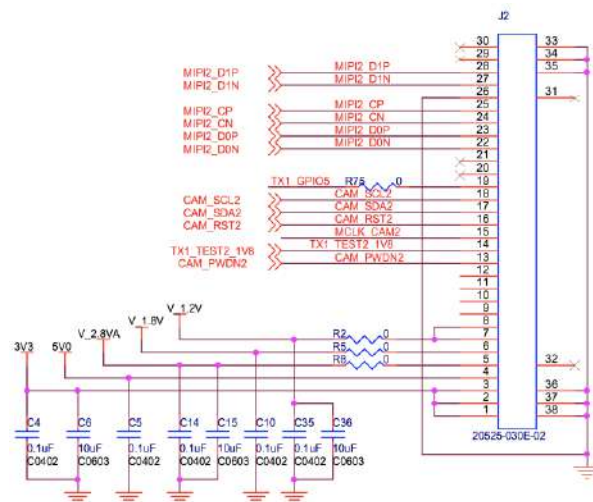 J2
30 33
29 34
28 35
MIPI2_D1P MIPI2_D1P
MIPI2_D1N MIPI2_D1N 27
26 31
MIPI2_CP MIPI2_CP 25
MIPI2_CN MIPI2_CN 24
MIPI2_D0P MIPI2_D0P 23
MIPI2_D0N MIPI2_D0N 22
21
20
TX1_GPIO5 R75 0 19
CAM_SCL2 CAM_SCL2 18
CAM_SDA2 CAM_SDA2 17
CAM_RST2 CAM_RST2 16
MCLK_CAM2 15
TX1_TEST2_1V8 TX1_TEST2_1V8 14
CAM_PWDN2 CAM_PWDN2 13
12
11
10
9
V_1.2V 8
V_1.8V R2 0 7
V_2.8VA R5 0 6
3V3 5V0 R8 0 5 32
4
3 36
2 37
1 38
C4 C6 C5 C14 C15 C10 C35 C36 20525-030E-02
0.1uF 10uF 0.1uF 0.1uF 10uF 0.1uF 0.1uF 10uF
C0402 C0603 C0402 C0402 C0603 C0402 C0402 C0603